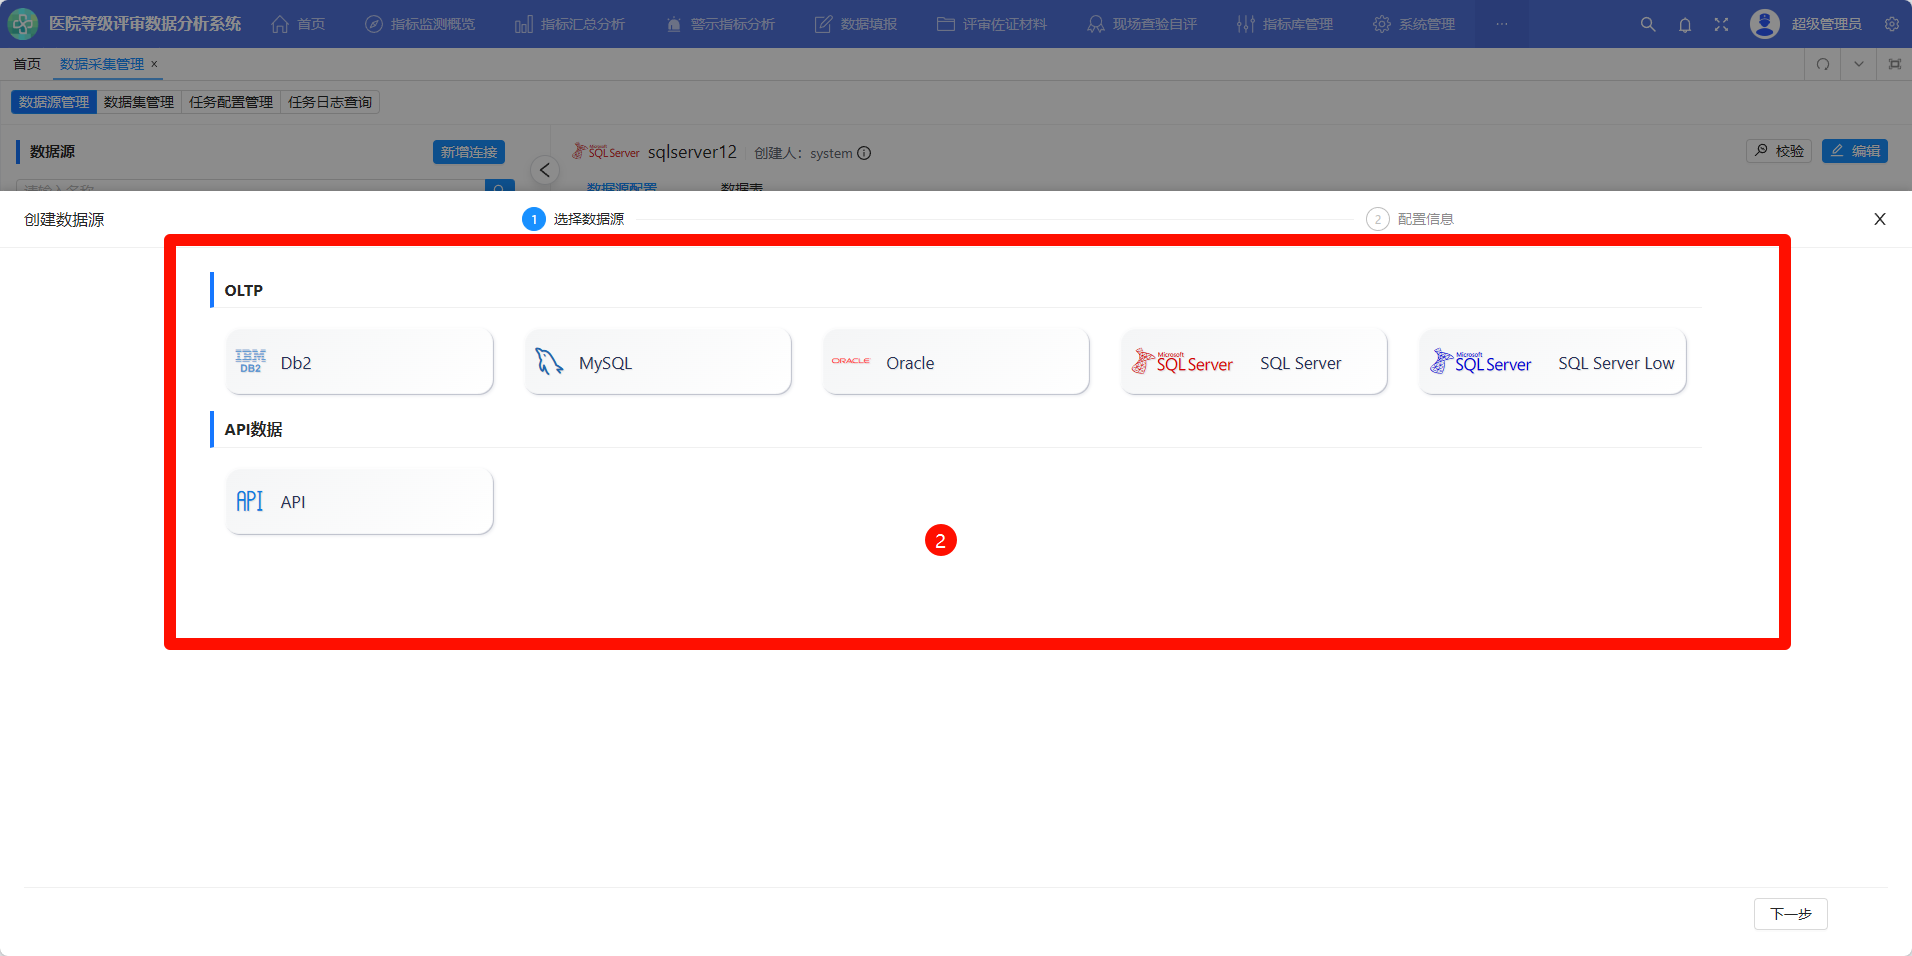 医院等级评审数据分析系统 首页 指标监测概览 指标汇总分析 警示指标分析 数据填报 评审佐证材料 现场查验自评 指标库管理 系统管理 ··· 超级管理员
首页 数据采集管理 ×
数据源管理 数据集管理 任务配置管理 任务日志查询
数据源 新增连接 Microsoft SQL Server sqlserver12 创建人：system 校验 编辑
请输入名称 数据源配置 数据表
创建数据源 1 选择数据源 2 配置信息 X
OLTP
IBM DB2 Db2 MySQL ORACLE Oracle Microsoft SQL Server SQL Server Microsoft SQL Server SQL Server Low
API数据
API API
2
下一步